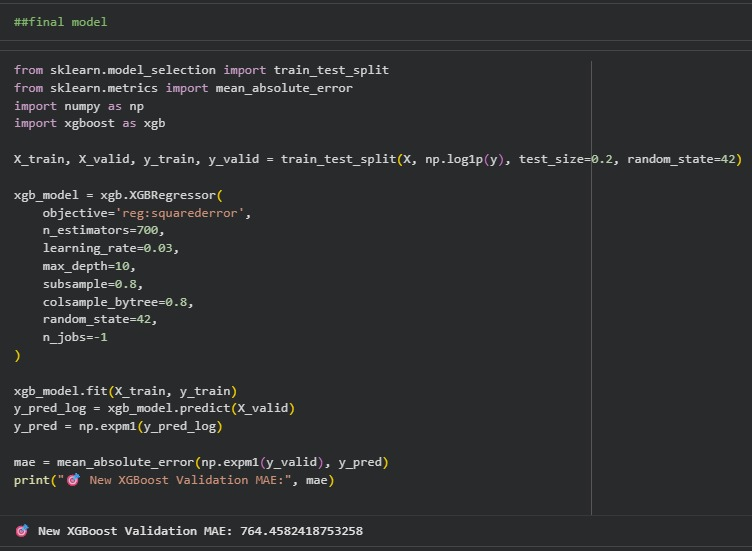 ##final model
from sklearn.model_selection import train_test_split
from sklearn.metrics import mean_absolute_error
import numpy as np
import xgboost as xgb
X_train, X_valid, y_train, y_valid = train_test_split(X, np.log1p(y), test_size=0.2, random_state=42)
xgb_model = xgb.XGBRegressor(
    objective='reg:squarederror',
    n_estimators=700,
    learning_rate=0.03,
    max_depth=10,
    subsample=0.8,
    colsample_bytree=0.8,
    random_state=42,
    n_jobs=-1
)
xgb_model.fit(X_train, y_train)
y_pred_log = xgb_model.predict(X_valid)
y_pred = np.expm1(y_pred_log)
mae = mean_absolute_error(np.expm1(y_valid), y_pred)
print("🎯 New XGBoost Validation MAE:", mae)
🎯 New XGBoost Validation MAE: 764.4582418753258